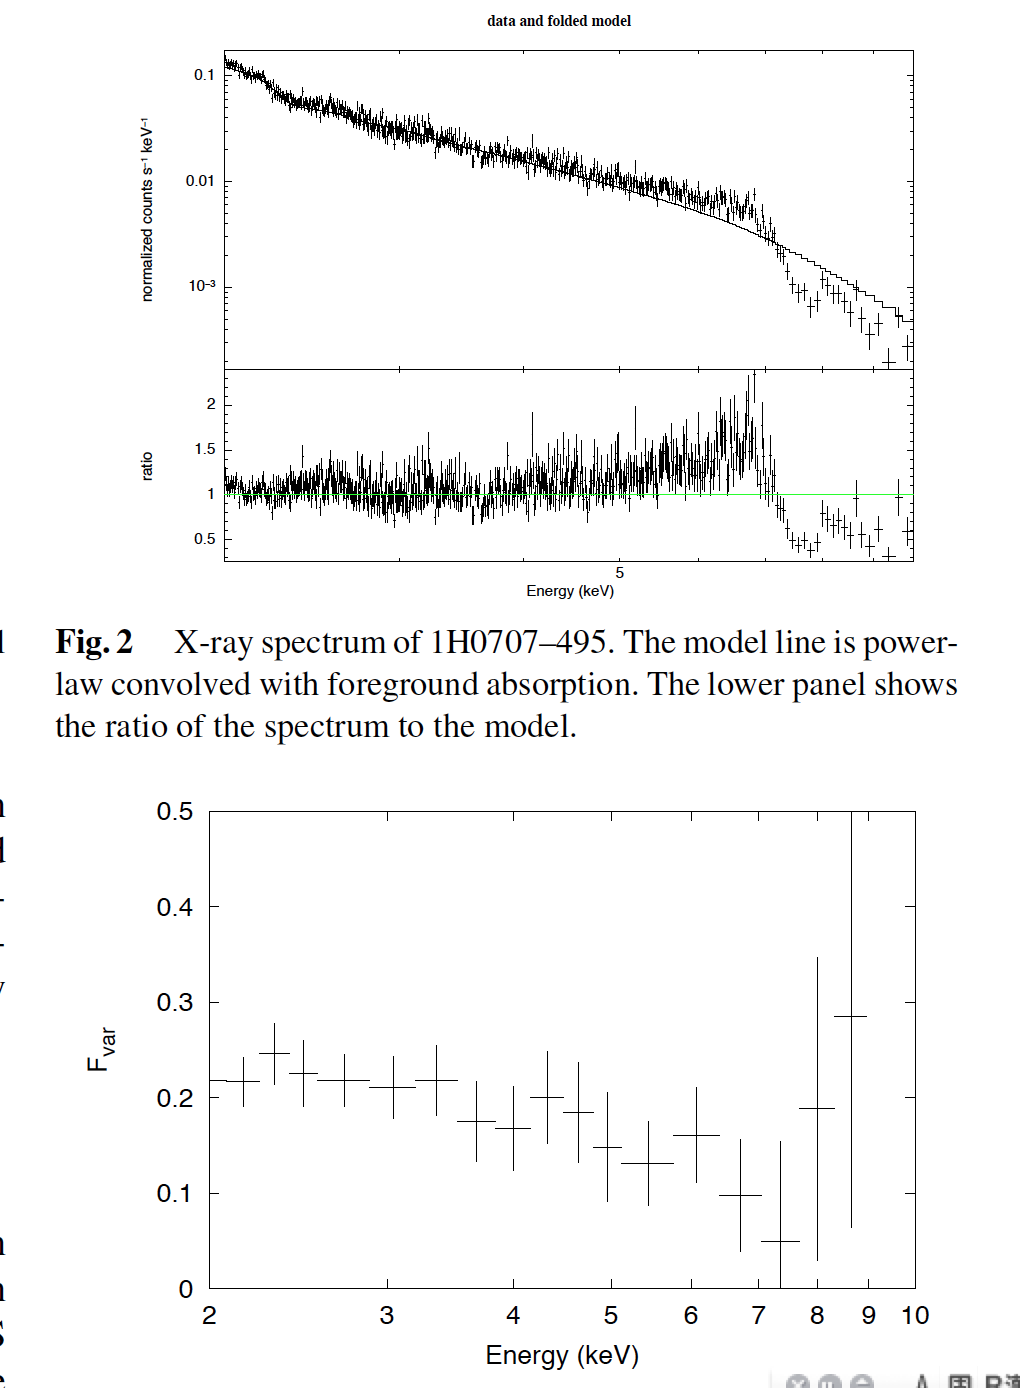 data and folded model
normalized counts s⁻¹ keV⁻¹
0.1
0.01
10⁻³
ratio
2
1.5
1
0.5
5
Energy (keV)
Fig. 2 X-ray spectrum of 1H0707–495. The model line is power-
law convolved with foreground absorption. The lower panel shows
the ratio of the spectrum to the model.
F_var
0.5
0.4
0.3
0.2
0.1
0
2 3 4 5 6 7 8 9 10
Energy (keV)